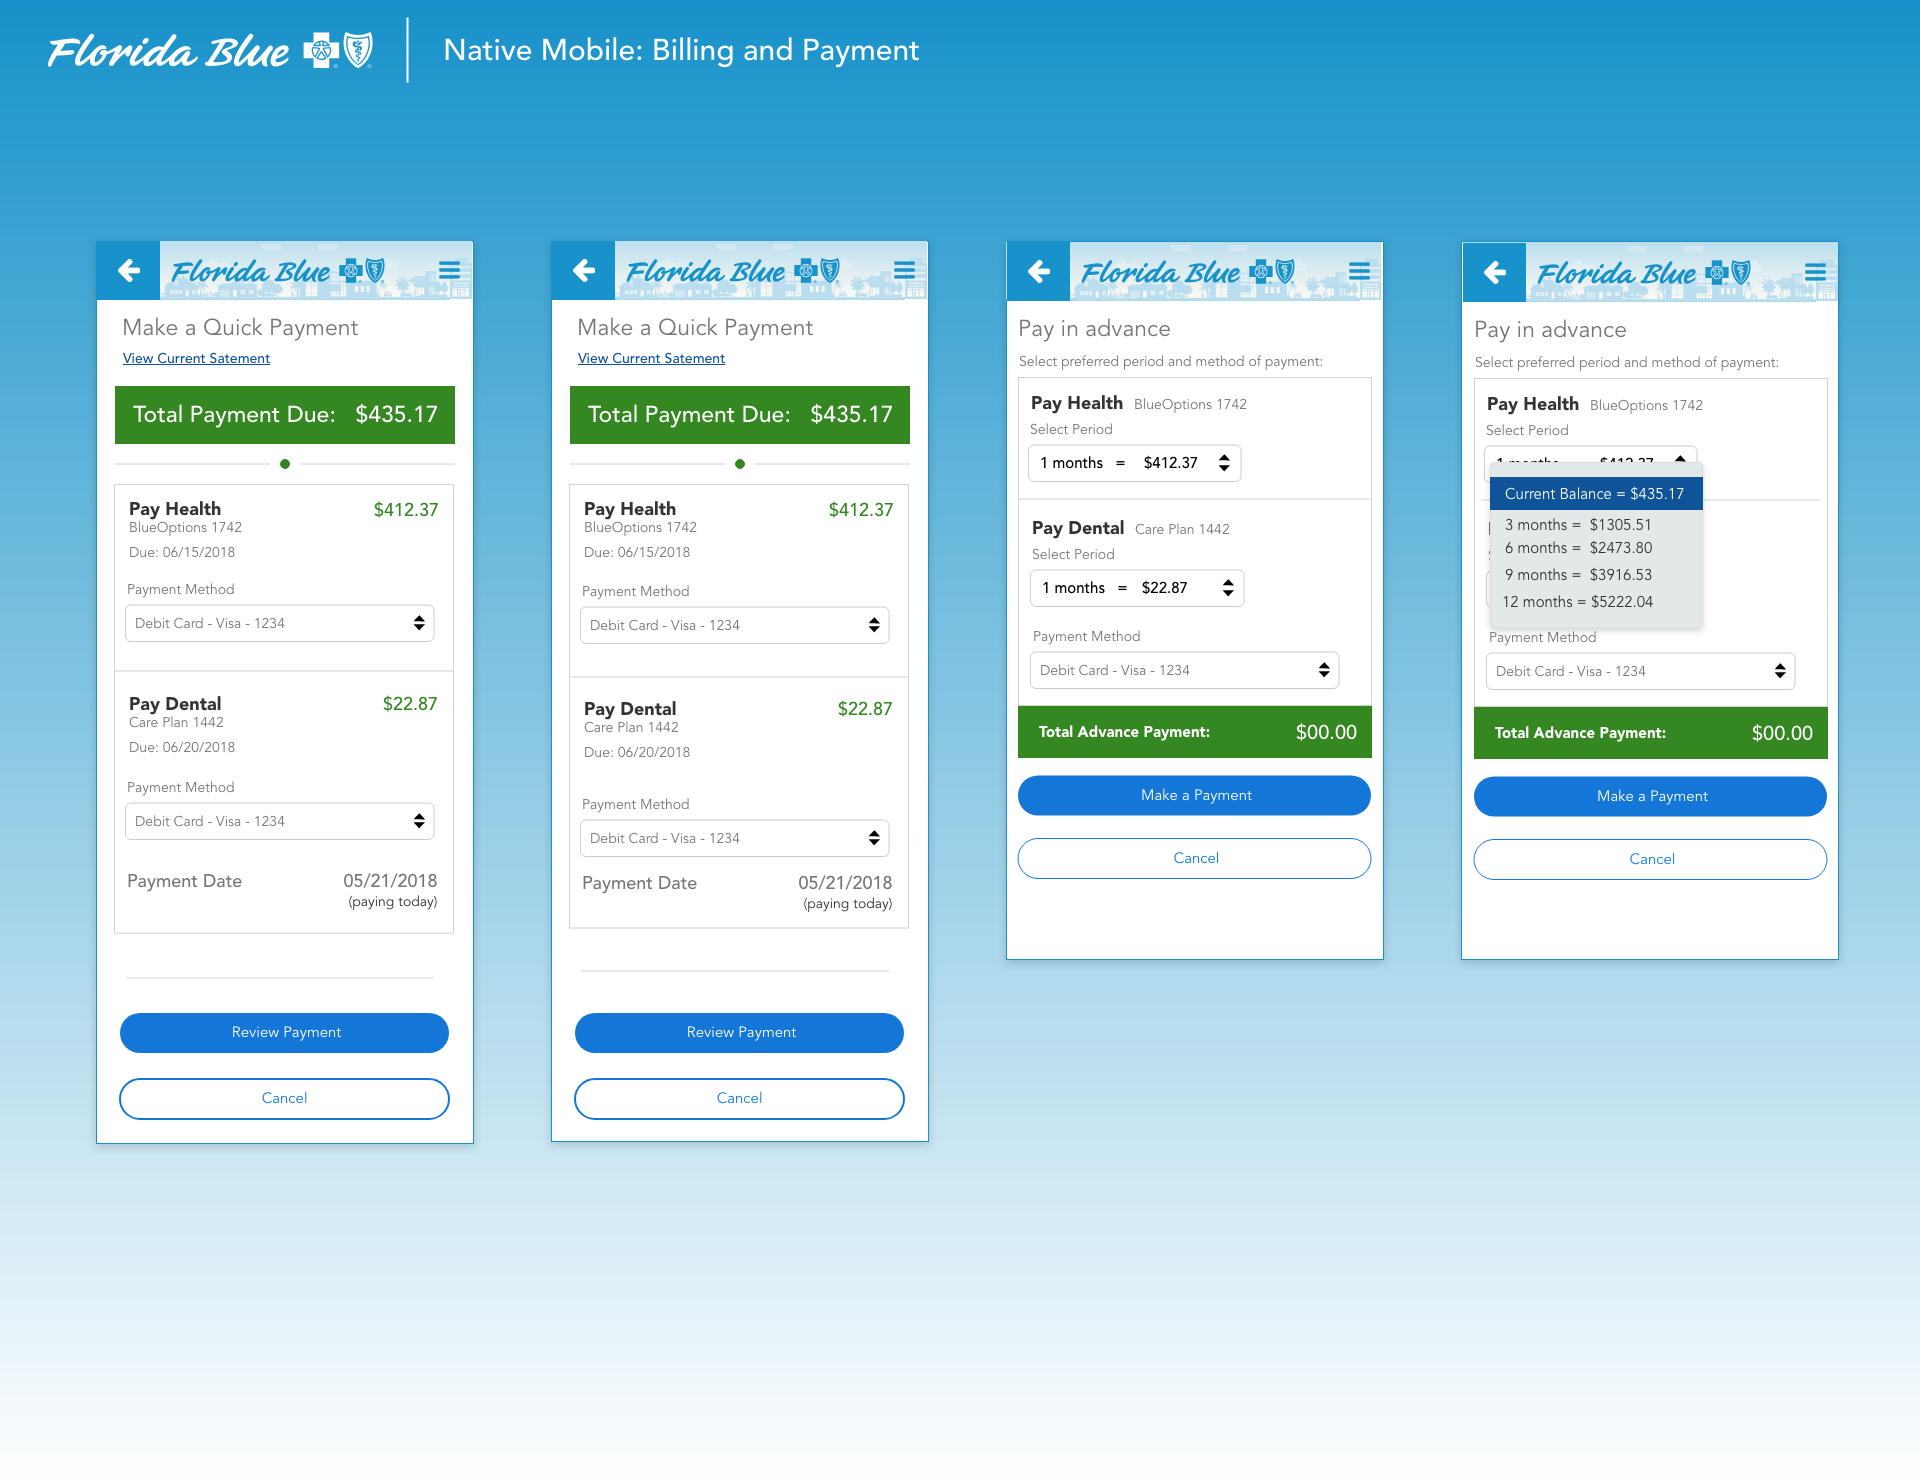 Florida Blue
Native Mobile: Billing and Payment
Florida Blue
Make a Quick Payment
View Current Satement
Total Payment Due: $435.17
Pay Health $412.37
BlueOptions 1742
Due: 06/15/2018
Payment Method
Debit Card - Visa - 1234
Pay Dental $22.87
Care Plan 1442
Due: 06/20/2018
Payment Method
Debit Card - Visa - 1234
Payment Date 05/21/2018
(paying today)
Review Payment
Cancel
Florida Blue
Make a Quick Payment
View Current Satement
Total Payment Due: $435.17
Pay Health $412.37
BlueOptions 1742
Due: 06/15/2018
Payment Method
Debit Card - Visa - 1234
Pay Dental $22.87
Care Plan 1442
Due: 06/20/2018
Payment Method
Debit Card - Visa - 1234
Payment Date 05/21/2018
(paying today)
Review Payment
Cancel
Florida Blue
Pay in advance
Select preferred period and method of payment:
Pay Health BlueOptions 1742
Select Period
1 months = $412.37
Pay Dental Care Plan 1442
Select Period
1 months = $22.87
Payment Method
Debit Card - Visa - 1234
Total Advance Payment: $00.00
Make a Payment
Cancel
Florida Blue
Pay in advance
Select preferred period and method of payment:
Pay Health BlueOptions 1742
Select Period
1 months $412.37
Current Balance = $435.17
3 months = $1305.51
6 months = $2473.80
9 months = $3916.53
12 months = $5222.04
Payment Method
Debit Card - Visa - 1234
Total Advance Payment: $00.00
Make a Payment
Cancel